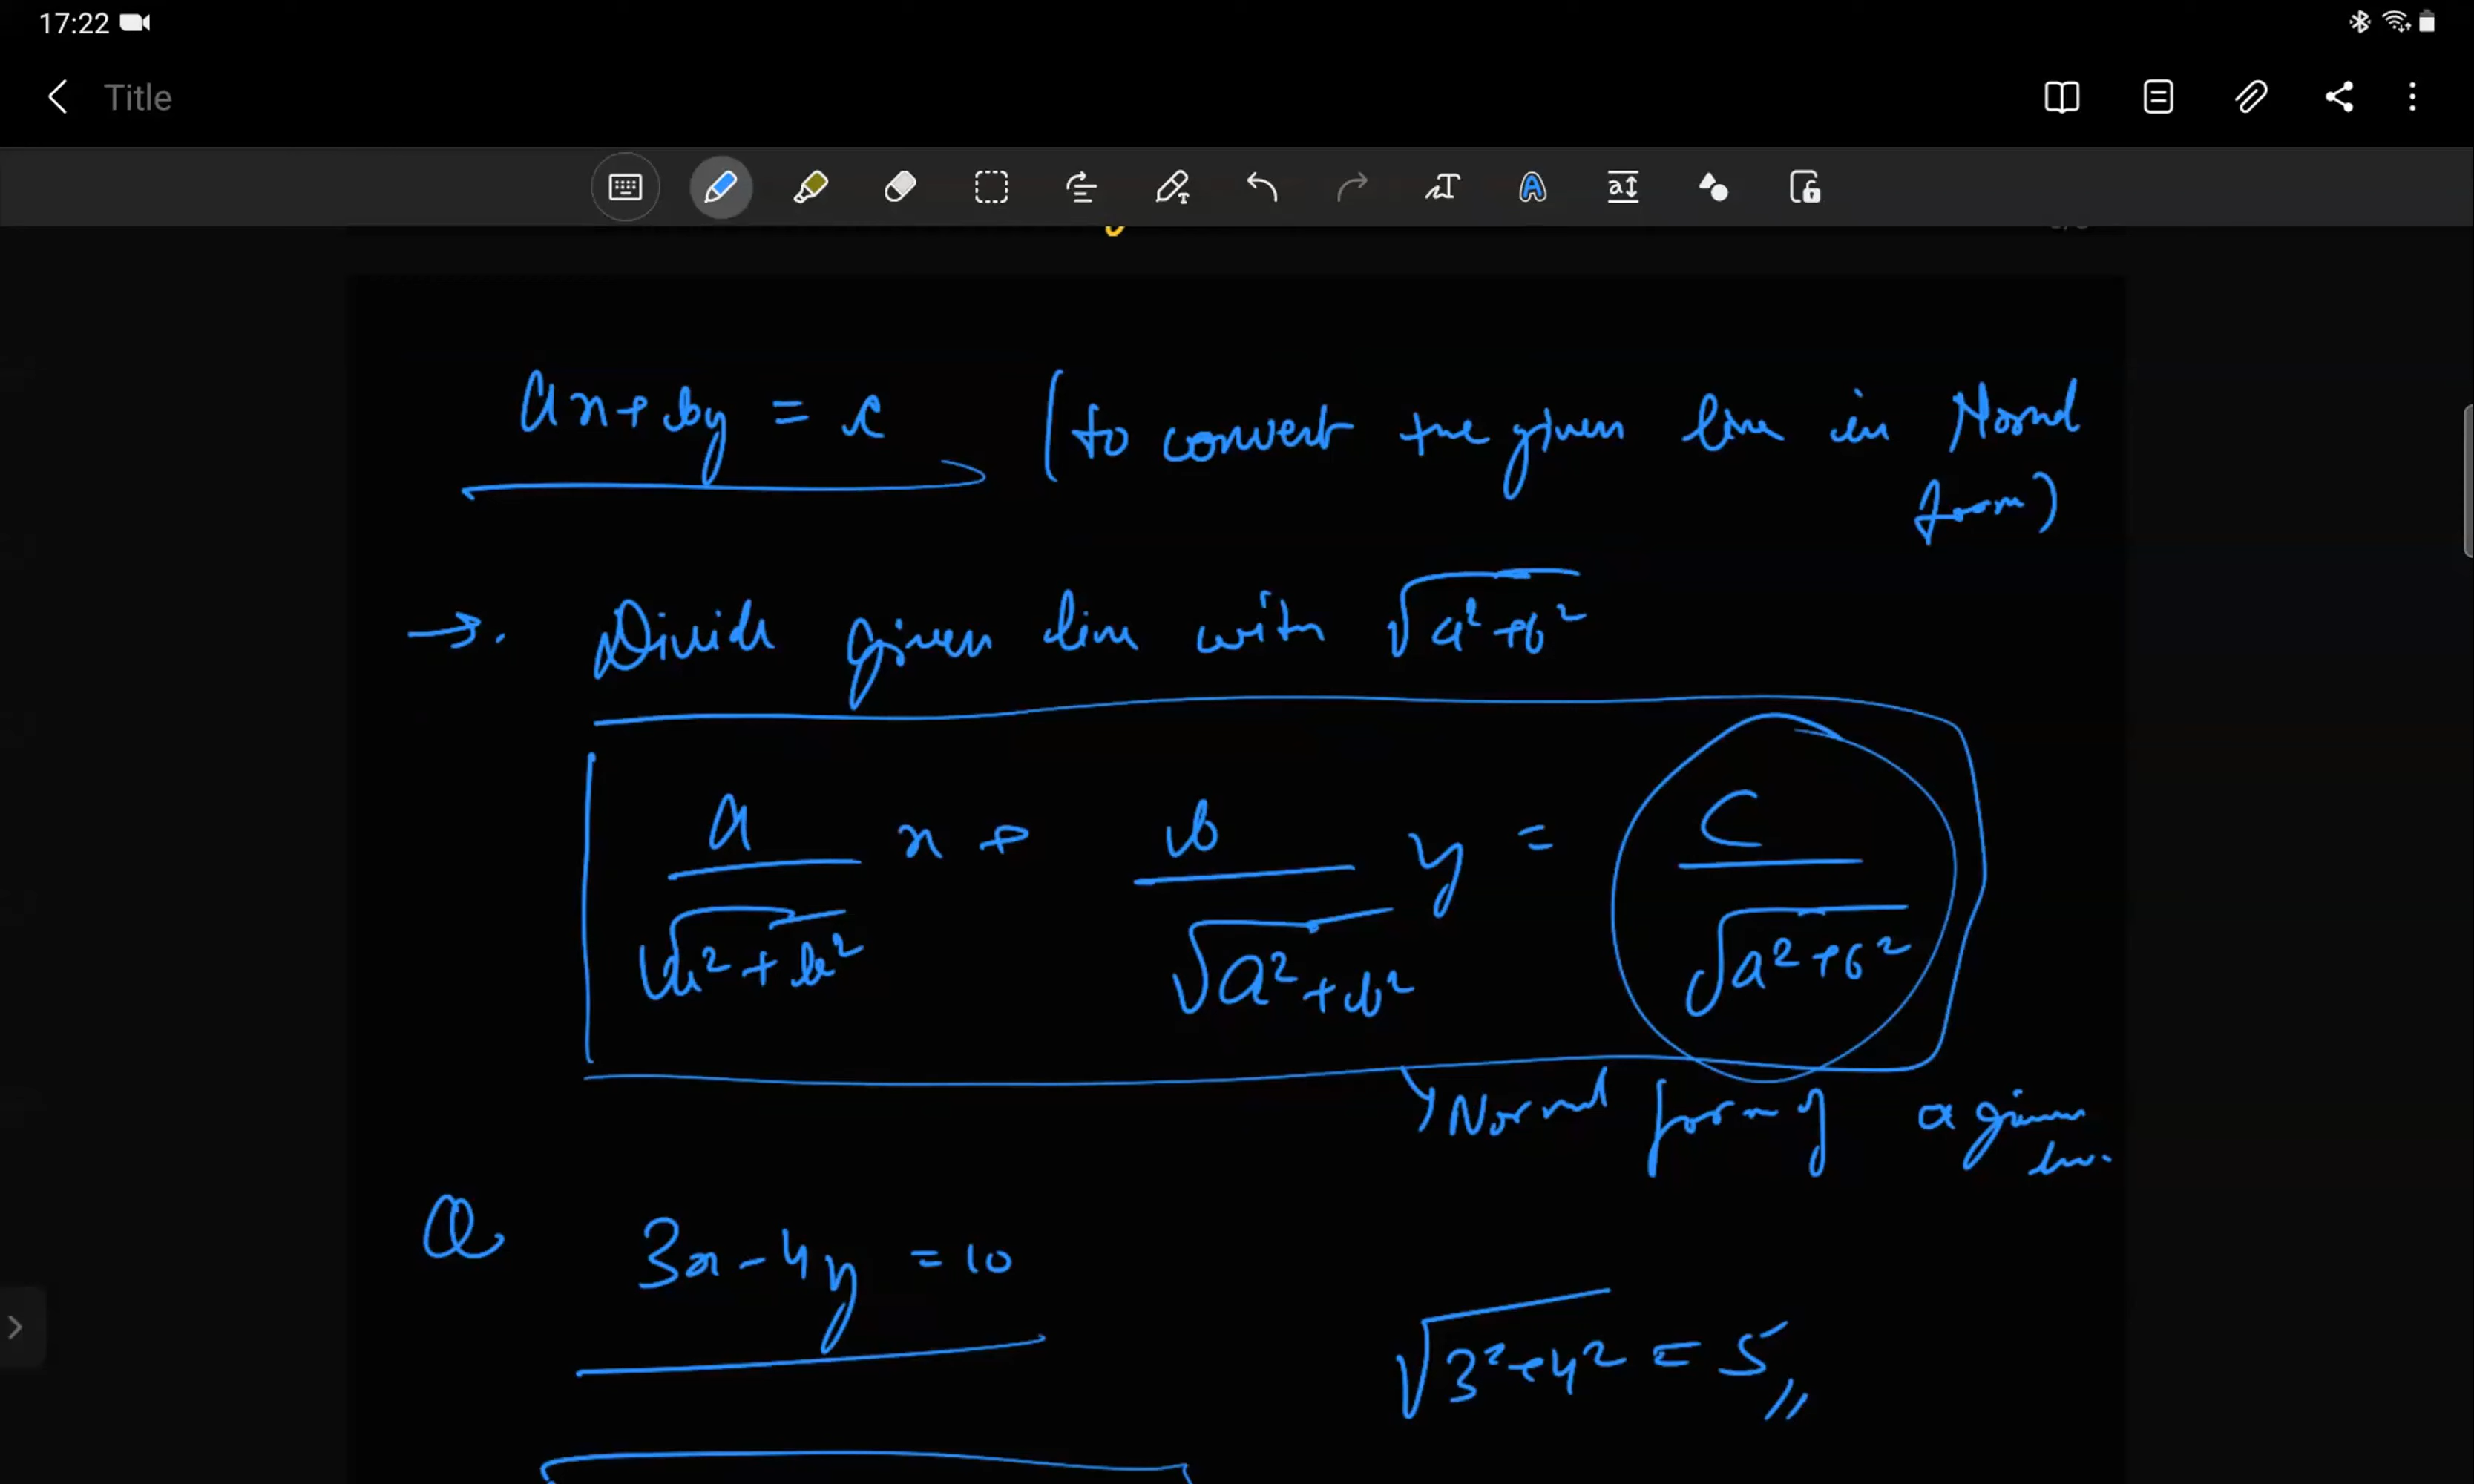 17:22
Title
ax + by = c (to convert the given line in Normal
form)
→. Divide given line with √(a² + b²)
a/√(a² + b²) x + b/√(a² + b²) y = C/√(a² + b²)
Normal form of a given
line.
Q 3x - 4y = 10
√(3² + 4²) = 5,,